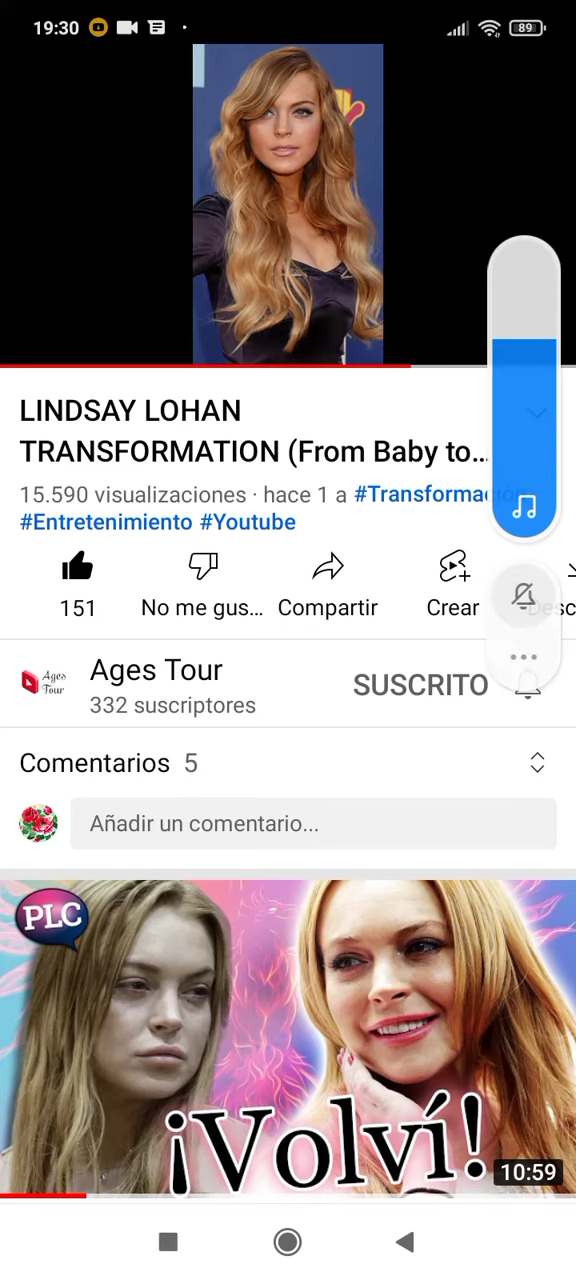 19:30
89
LINDSAY LOHAN
TRANSFORMATION (From Baby to...
15.590 visualizaciones · hace 1 a #Transformación
#Entretenimiento #Youtube
151 No me gus... Compartir Crear Desc
Ages Tour
Ages Tour
SUSCRITO
332 suscriptores
Comentarios 5
Añadir un comentario...
PLC
¡Volví!
10:59